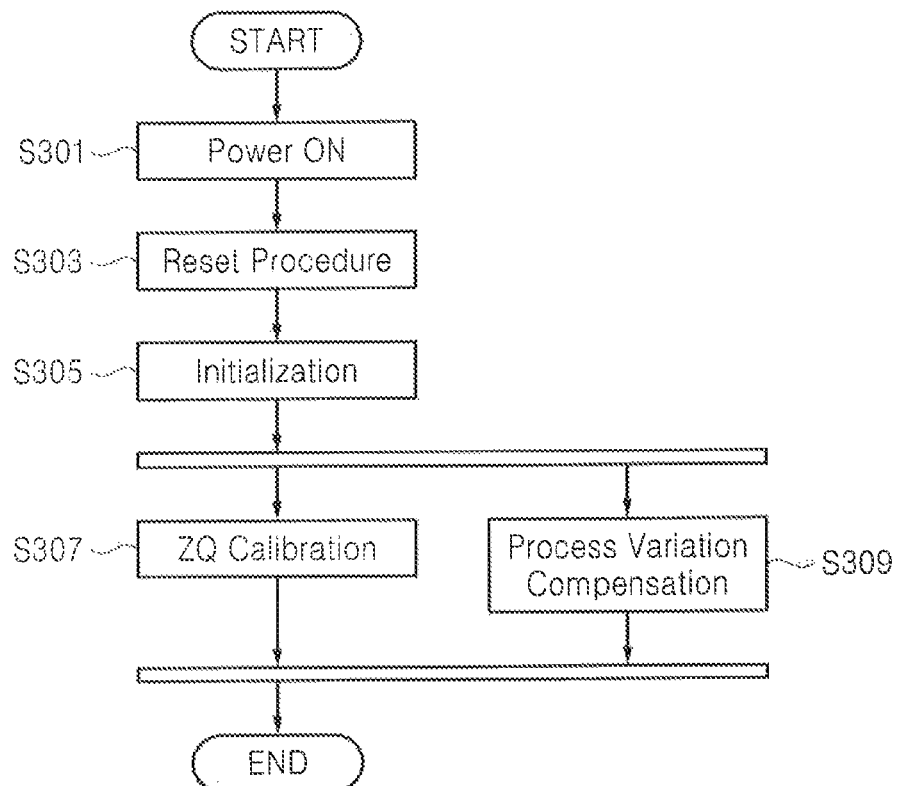 START
S301
Power ON
S303
Reset Procedure
S305
Initialization
S307
ZQ Calibration
Process Variation
Compensation
S309
END